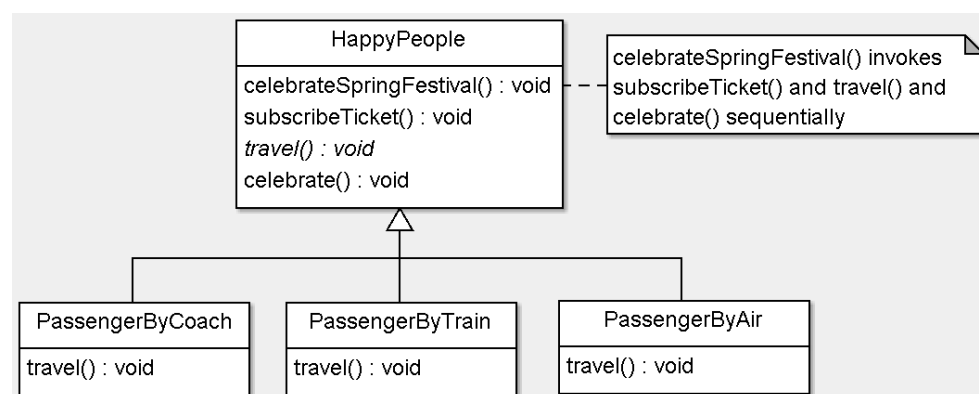 HappyPeople
celebrateSpringFestival() : void
subscribeTicket() : void
travel() : void
celebrate() : void
celebrateSpringFestival() invokes
subscribeTicket() and travel() and
celebrate() sequentially
PassengerByCoach
travel() : void
PassengerByTrain
travel() : void
PassengerByAir
travel() : void